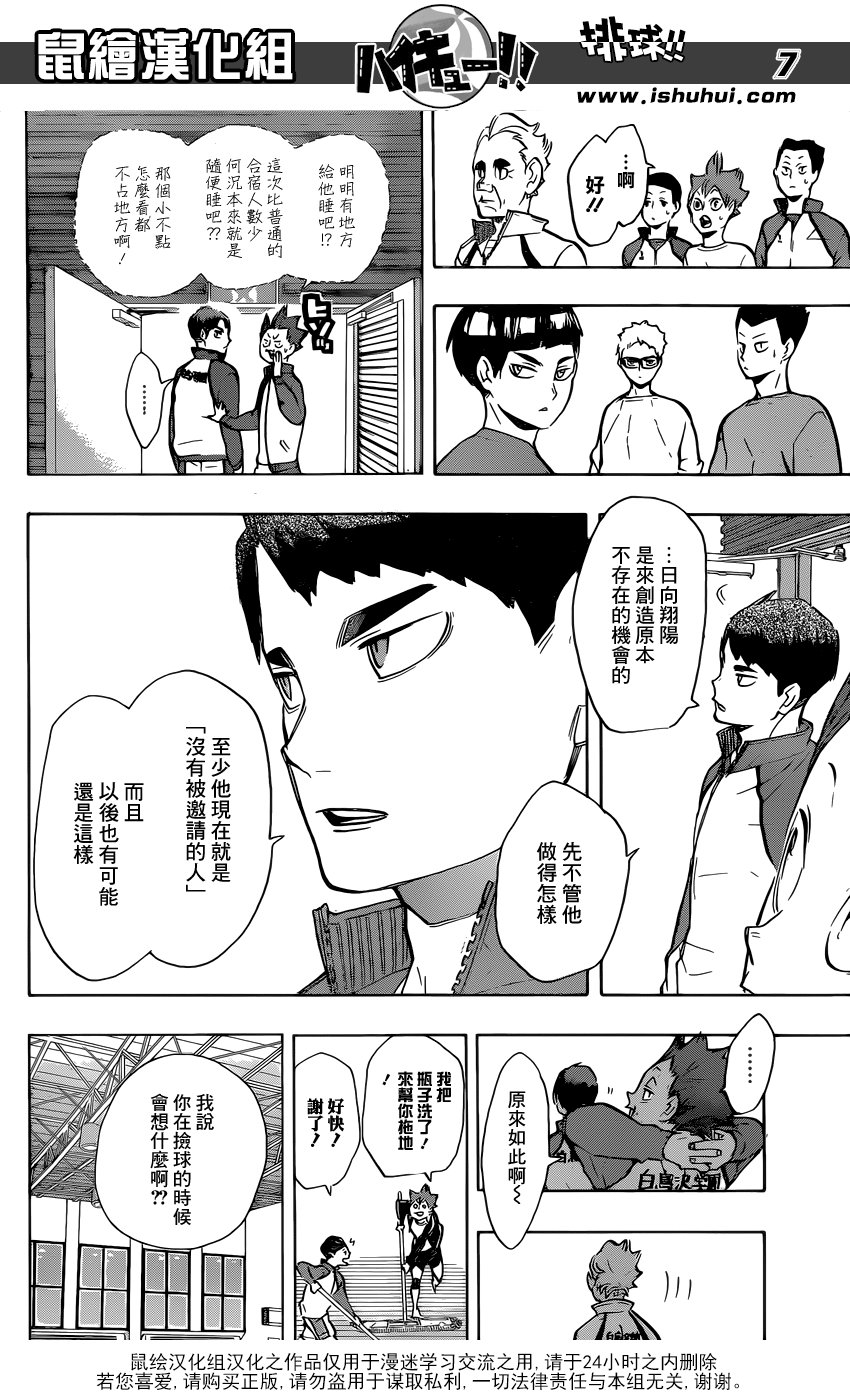 鼠繪漢化組
ハイキュー!!
排球!!
7
www.ishuhui.com
…啊
好!!
明明有地方
給他睡吧!?
這次比普通的
合宿人數少
何沉本來就是
隨便睡吧??
那個小不點
怎麼看都
不占地方啊！
……
…日向翔陽
是來創造原本
不存在的機會的
先不管他
做得怎樣
至少他現在就是
「沒有被邀請的人」
而且
以後也有可能
還是這樣
……
原來如此啊～
白鳥沢学園
我把
瓶子洗了！
來幫你拖地
！
好快！
謝了！
我說
你在撿球的時候
會想什麼啊??
鼠绘汉化组汉化之作品仅用于漫迷学习交流之用, 请于24小时之内删除
若您喜爱, 请购买正版, 请勿盗用于谋取私利, 一切法律责任与本组无关, 谢谢。